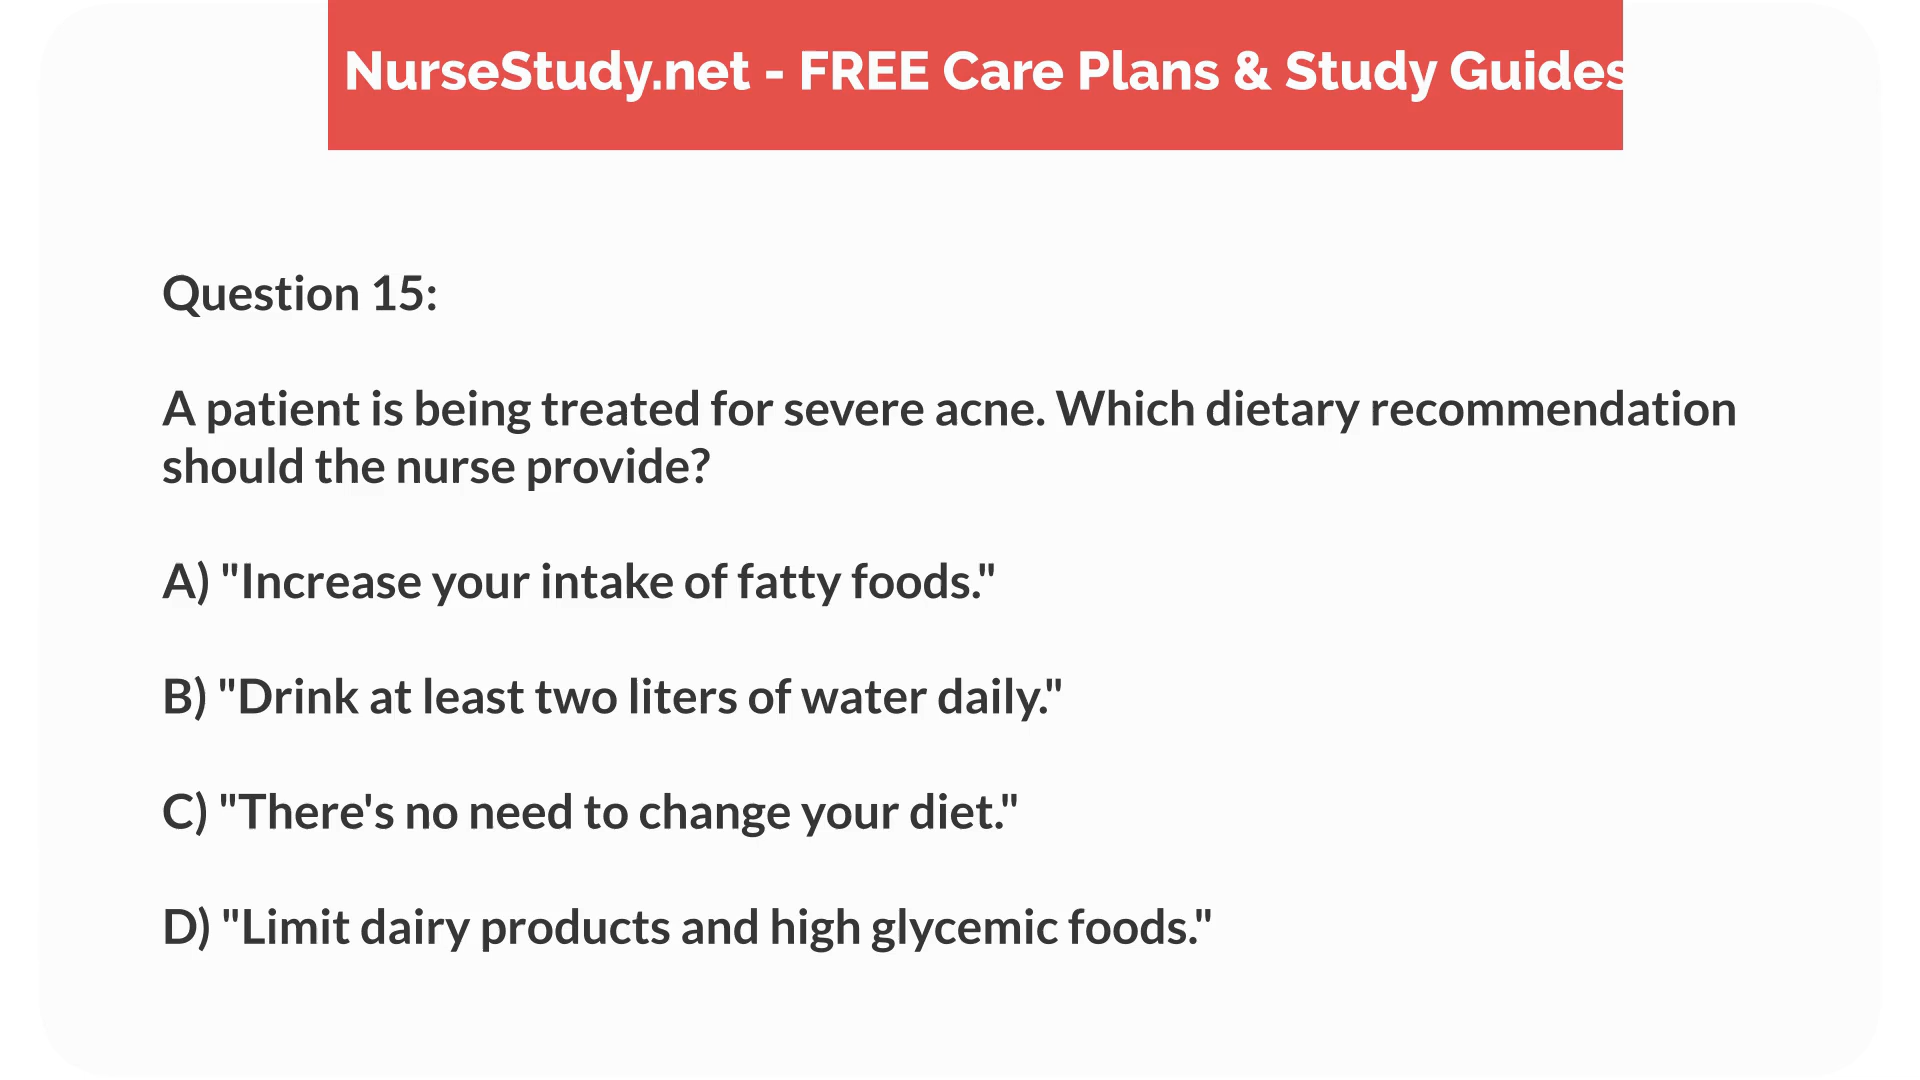 NurseStudy.net - FREE Care Plans & Study Guides
Question 15:
A patient is being treated for severe acne. Which dietary recommendation
should the nurse provide?
A) "Increase your intake of fatty foods."
B) "Drink at least two liters of water daily."
C) "There's no need to change your diet."
D) "Limit dairy products and high glycemic foods."